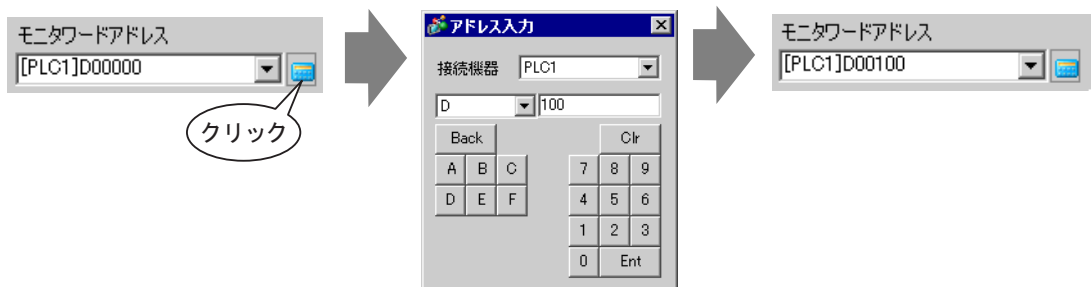 モニタワードアドレス
[PLC1]D00000
クリック
アドレス入力
接続機器 PLC1
D 100
Back Clr
A B C 7 8 9
D E F 4 5 6
1 2 3
0 Ent
モニタワードアドレス
[PLC1]D00100